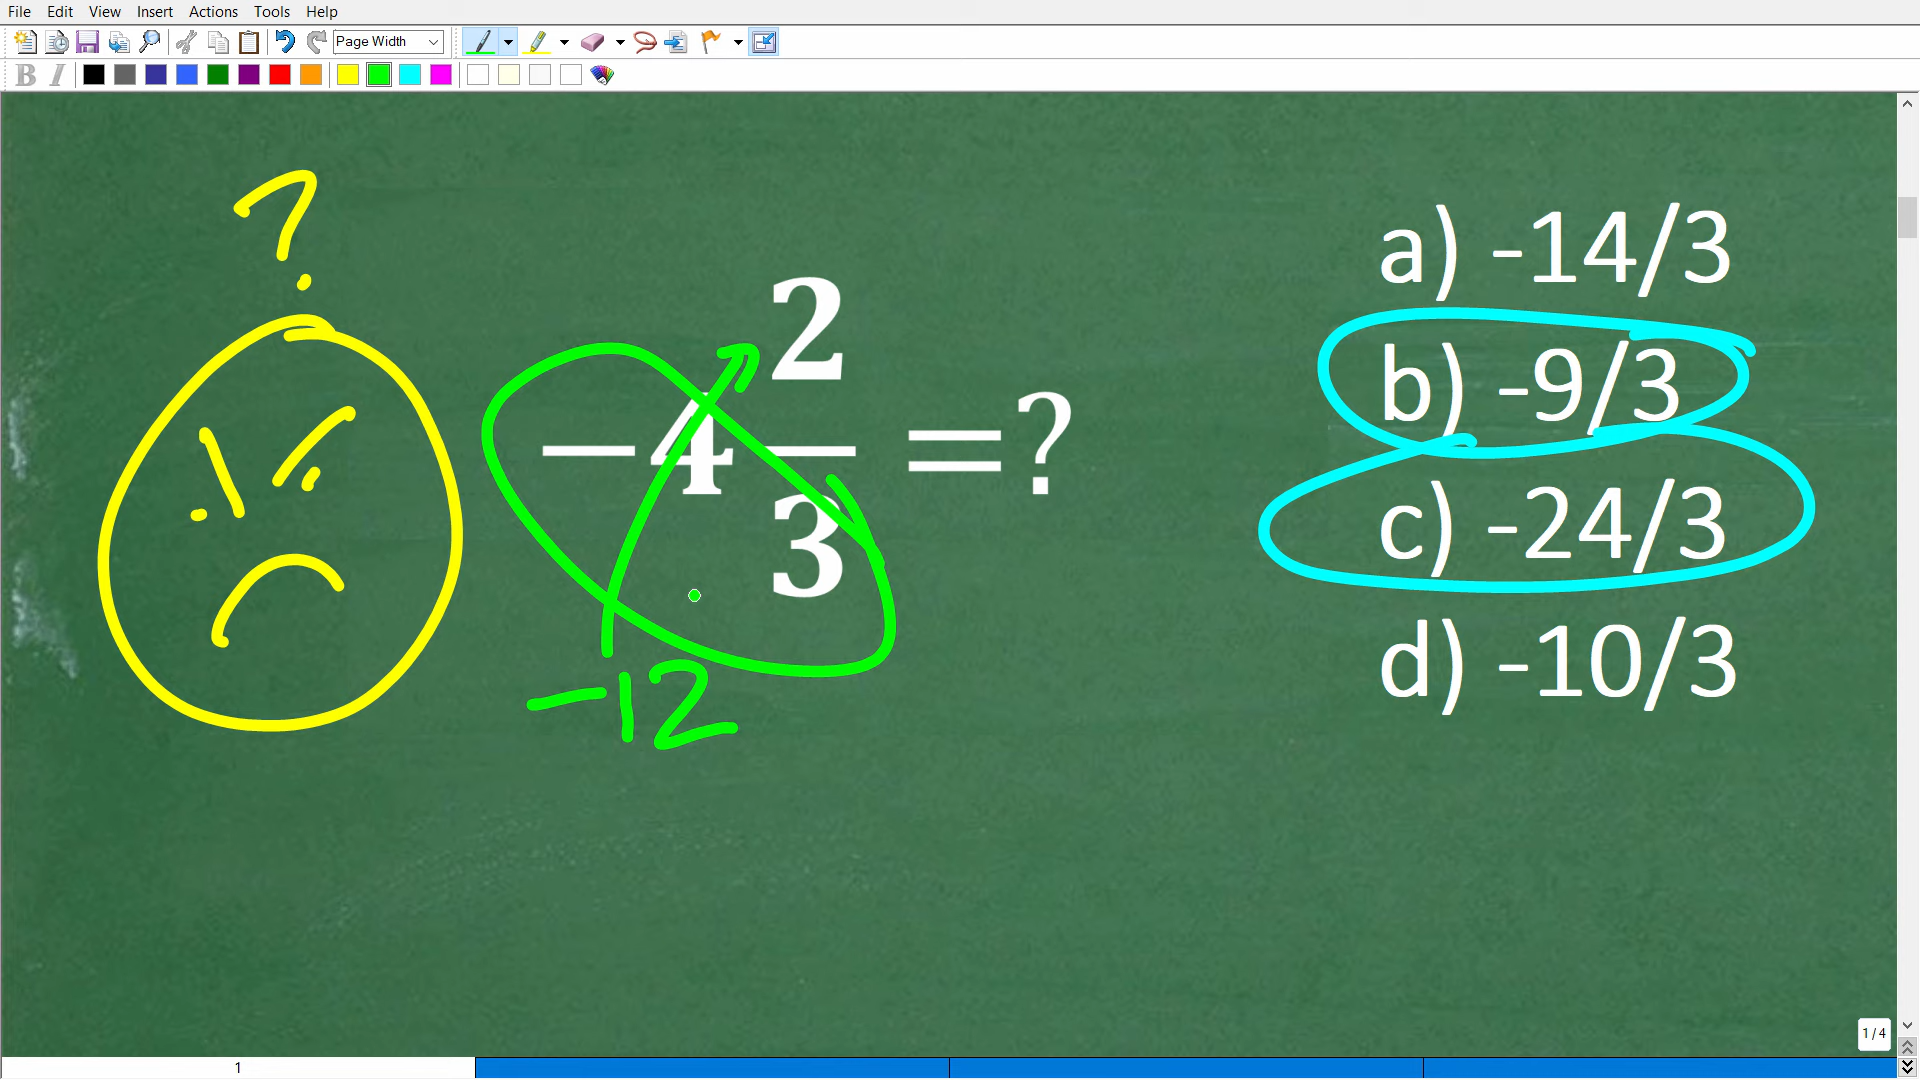 File Edit View Insert Actions Tools Help
Page Width
B I
?
-4 2/3 =?
-12
a) -14/3
b) -9/3
c) -24/3
d) -10/3
1 / 4
1